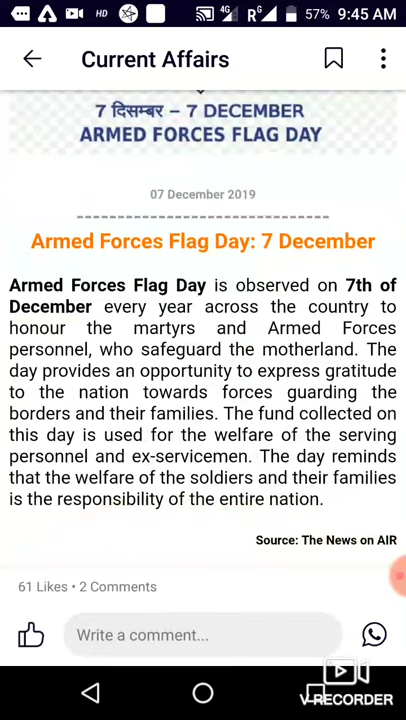 HD
4G
R G
57% 9:45 AM
Current Affairs
7 दिसम्बर – 7 DECEMBER
ARMED FORCES FLAG DAY
07 December 2019
------------------------------
Armed Forces Flag Day: 7 December
Armed Forces Flag Day is observed on 7th of
December every year across the country to
honour the martyrs and Armed Forces
personnel, who safeguard the motherland. The
day provides an opportunity to express gratitude
to the nation towards forces guarding the
borders and their families. The fund collected on
this day is used for the welfare of the serving
personnel and ex-servicemen. The day reminds
that the welfare of the soldiers and their families
is the responsibility of the entire nation.
Source: The News on AIR
61 Likes • 2 Comments
Write a comment...
V RECORDER